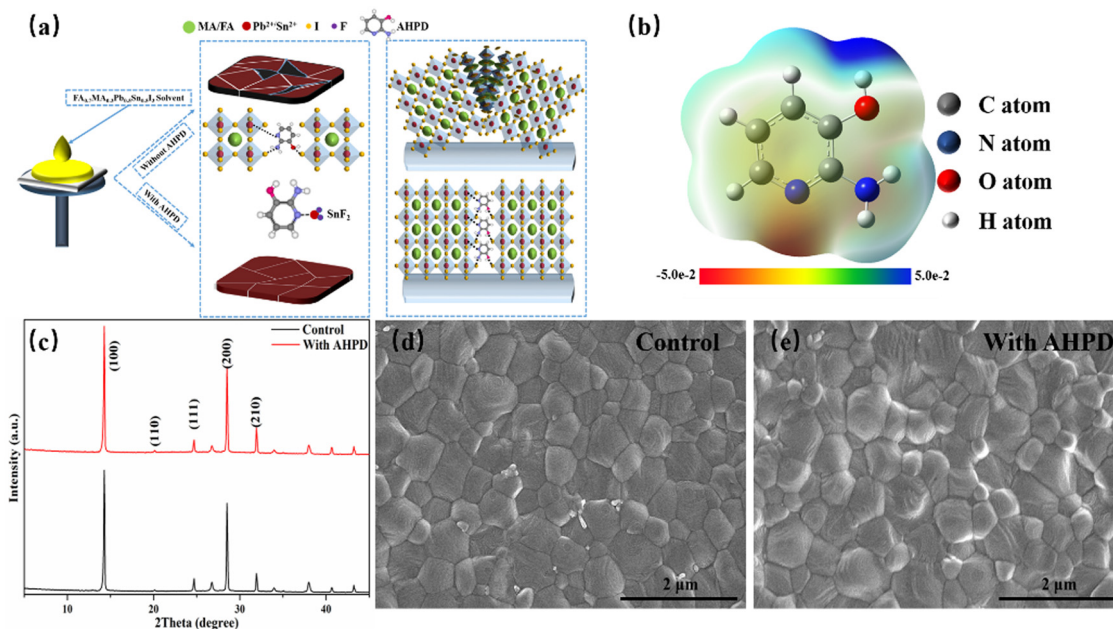 (a)
MA/FA Pb2+/Sn2+ I F AHPD
FA0.7MA0.3Pb0.5Sn0.5I3 Solvent
Without AHPD
With AHPD
SnF2
(b)
C atom
N atom
O atom
H atom
-5.0e-2 5.0e-2
(c)
Control
With AHPD
(100)
(110)
(111)
(200)
(210)
Intensity (a.u.)
10 20 30 40
2Theta (degree)
(d) Control
2 μm
(e) With AHPD
2 μm